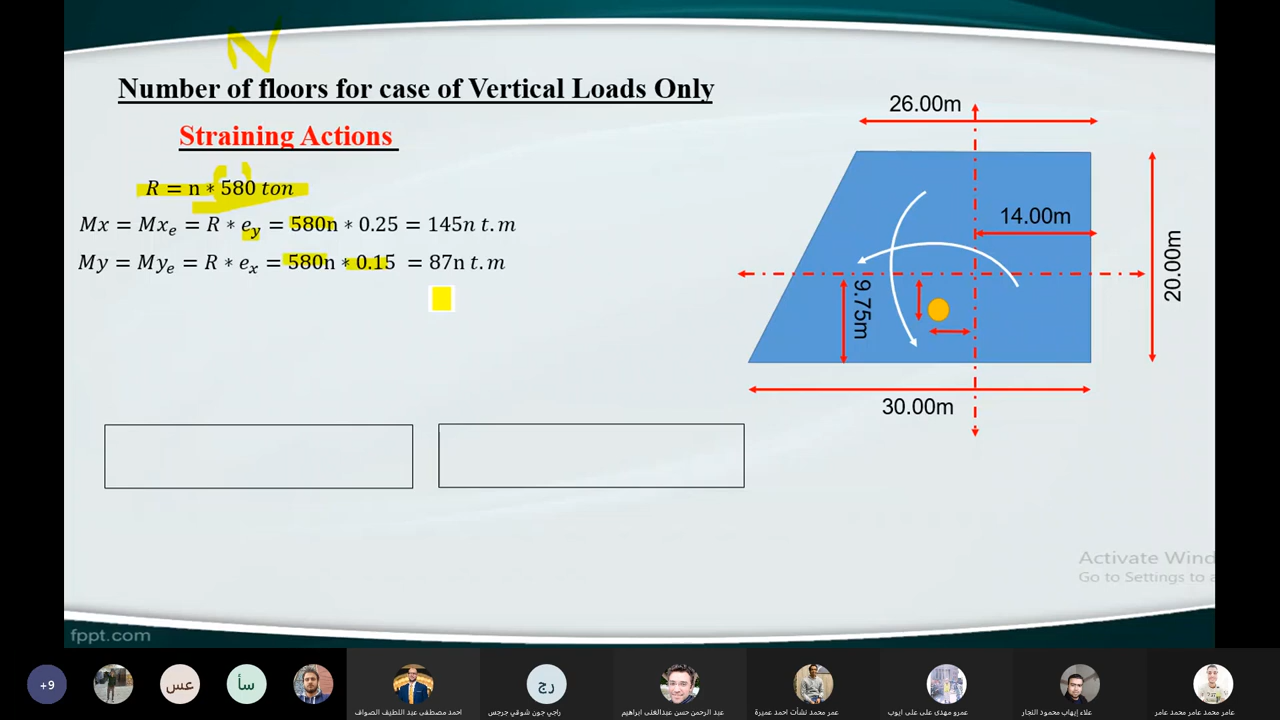 N
Number of floors for case of Vertical Loads Only
Straining Actions
R = n * 580 ton
Mx = Mxₑ = R * e_y = 580n * 0.25 = 145n t.m
My = Myₑ = R * eₓ = 580n * 0.15 = 87n t.m
26.00m
14.00m
20.00m
9.75m
30.00m
Activate Wind
Go to Settings to a
fppt.com
+9
عس
سأ
احمد مصطفى عبد اللطيف الصواف
رج
راجي جون شوقي جرجس
عبد الرحمن حسن عبدالغلى ابراهيم
عمر محمد نشأت احمد عميرة
عمرو مهدى على على ايوب
علاء إيهاب محمود النجار
عامر محمد عامر محمد عامر